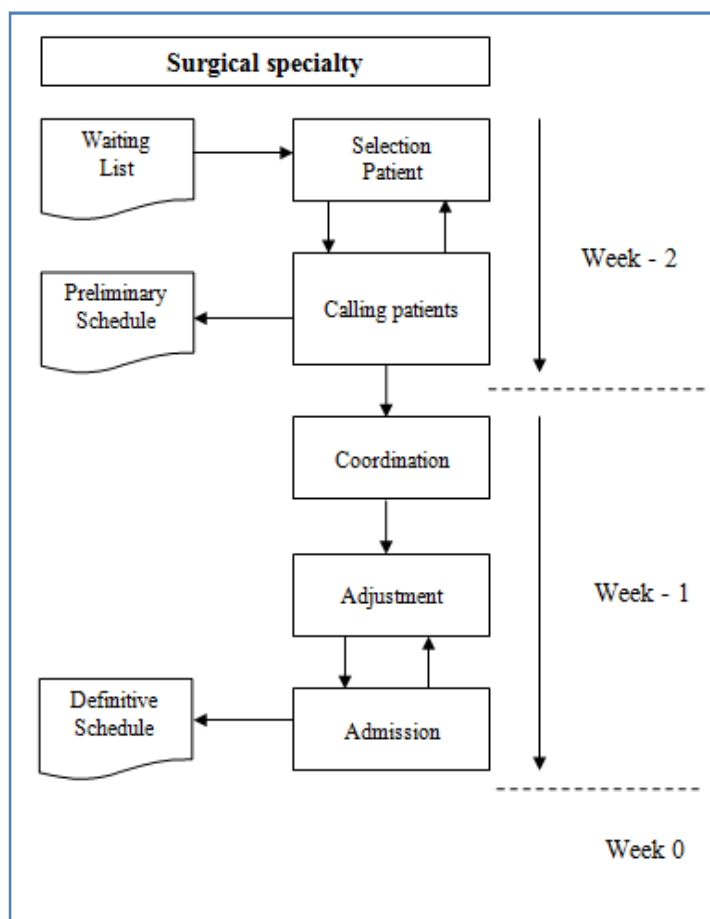 Surgical specialty
Waiting
List
Selection
Patient
Week - 2
Preliminary
Schedule
Calling patients
Coordination
Adjustment
Week - 1
Definitive
Schedule
Admission
Week 0